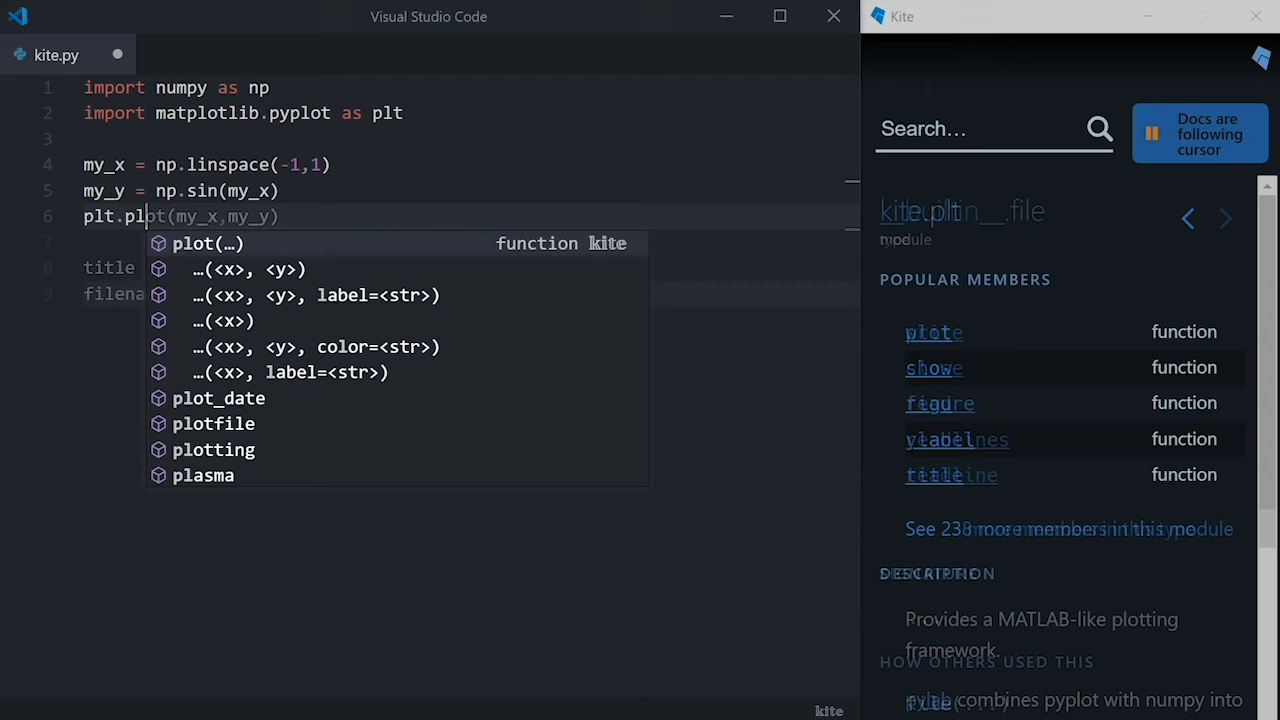 Visual Studio Code
kite.py
1 import numpy as np
2 import matplotlib.pyplot as plt
3
4 my_x = np.linspace(-1,1)
5 my_y = np.sin(my_x)
6 plt.plot(my_x,my_y)
7
8 title
9 filena
plot(…) function kite
…(<x>, <y>)
…(<x>, <y>, label=<str>)
…(<x>)
…(<x>, <y>, color=<str>)
…(<x>, label=<str>)
plot_date
plotfile
plotting
plasma
kite
Kite
Search…
Docs are
following
cursor
kite.plt
module
POPULAR MEMBERS
plot function
show function
figure function
ylabel function
title function
See 238 more members in this module
DESCRIPTION
Provides a MATLAB-like plotting
framework.
HOW OTHERS USED THIS
pylab combines pyplot with numpy into